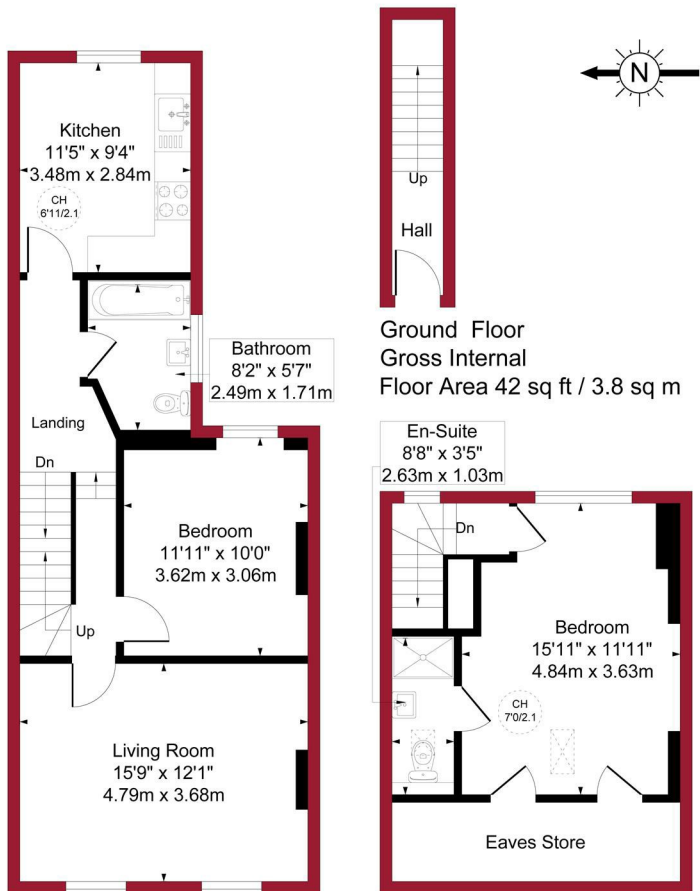 Kitchen
11'5" x 9'4"
3.48m x 2.84m
CH
6'11/2.1
Bathroom
8'2" x 5'7"
2.49m x 1.71m
Landing
Dn
Bedroom
11'11" x 10'0"
3.62m x 3.06m
Up
Living Room
15'9" x 12'1"
4.79m x 3.68m
N
Up
Hall
Ground Floor
Gross Internal
Floor Area 42 sq ft / 3.8 sq m
En-Suite
8'8" x 3'5"
2.63m x 1.03m
Dn
Bedroom
15'11" x 11'11"
4.84m x 3.63m
CH
7'0/2.1
Eaves Store